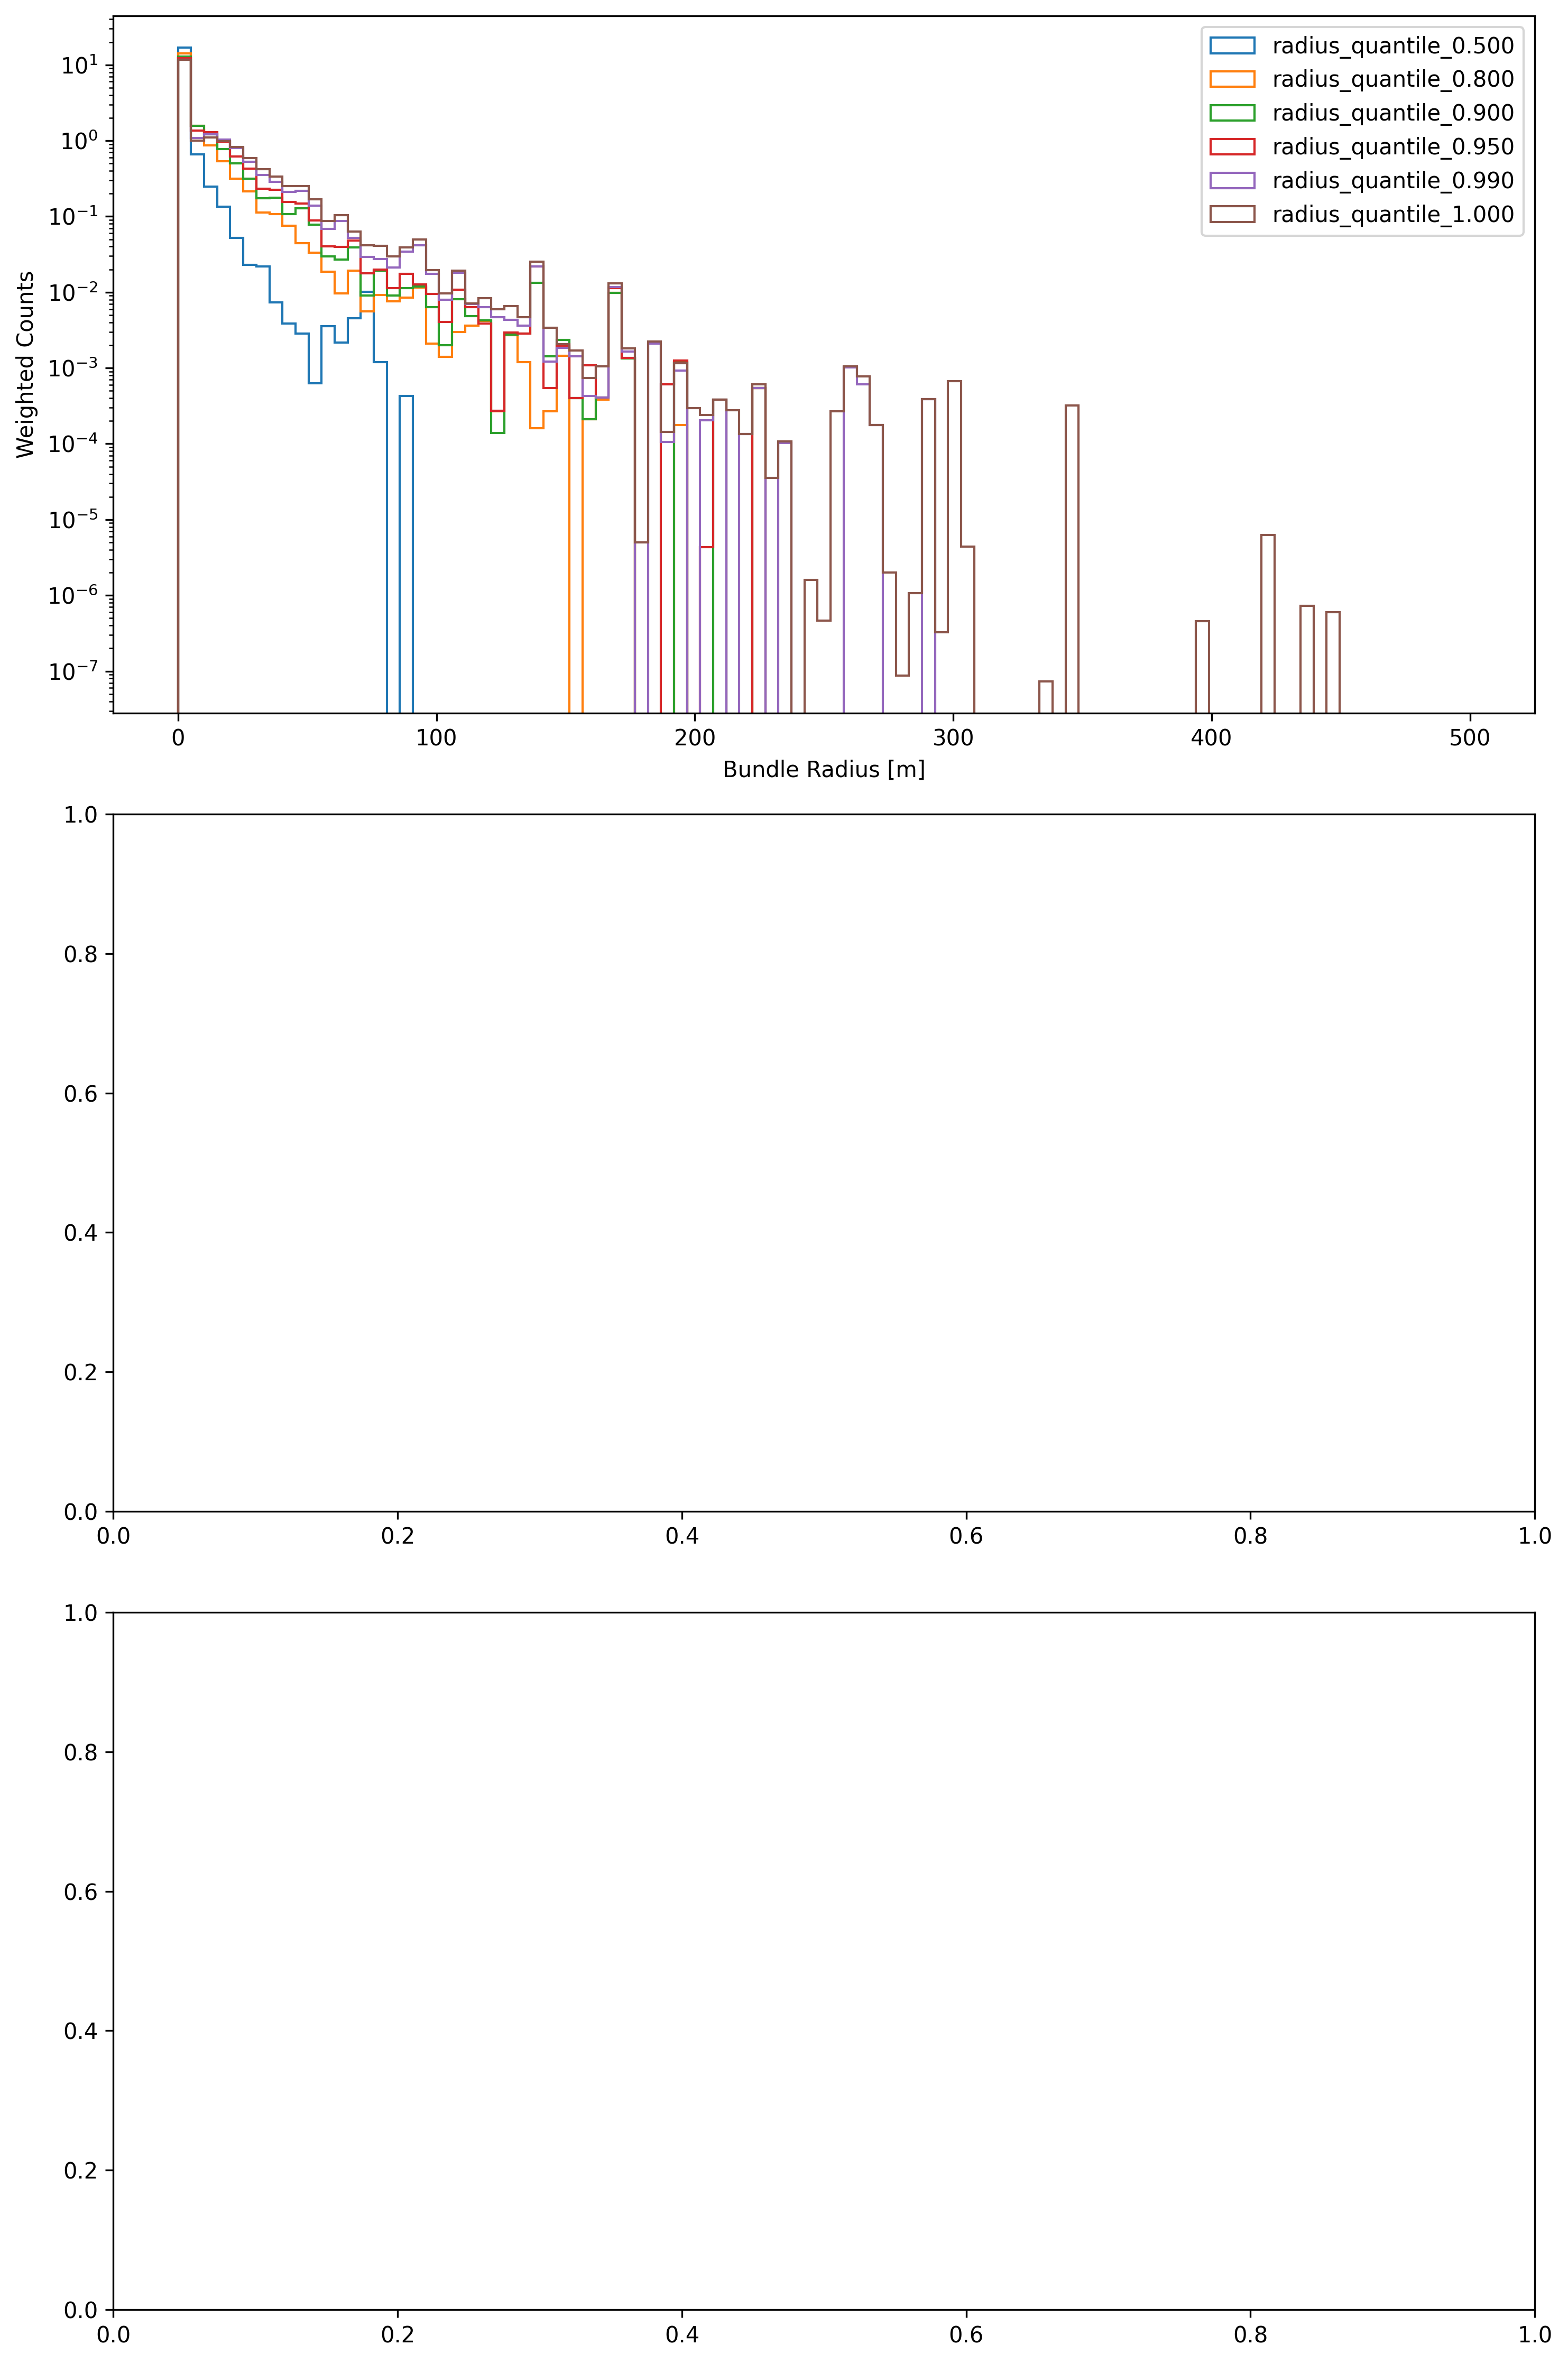 10¹
10⁰
10⁻¹
10⁻²
10⁻³
10⁻⁴
10⁻⁵
10⁻⁶
10⁻⁷
Weighted Counts
radius_quantile_0.500
radius_quantile_0.800
radius_quantile_0.900
radius_quantile_0.950
radius_quantile_0.990
radius_quantile_1.000
0 100 200 300 400 500
Bundle Radius [m]
1.0
0.8
0.6
0.4
0.2
0.0
0.0 0.2 0.4 0.6 0.8 1.0
1.0
0.8
0.6
0.4
0.2
0.0
0.0 0.2 0.4 0.6 0.8 1.0